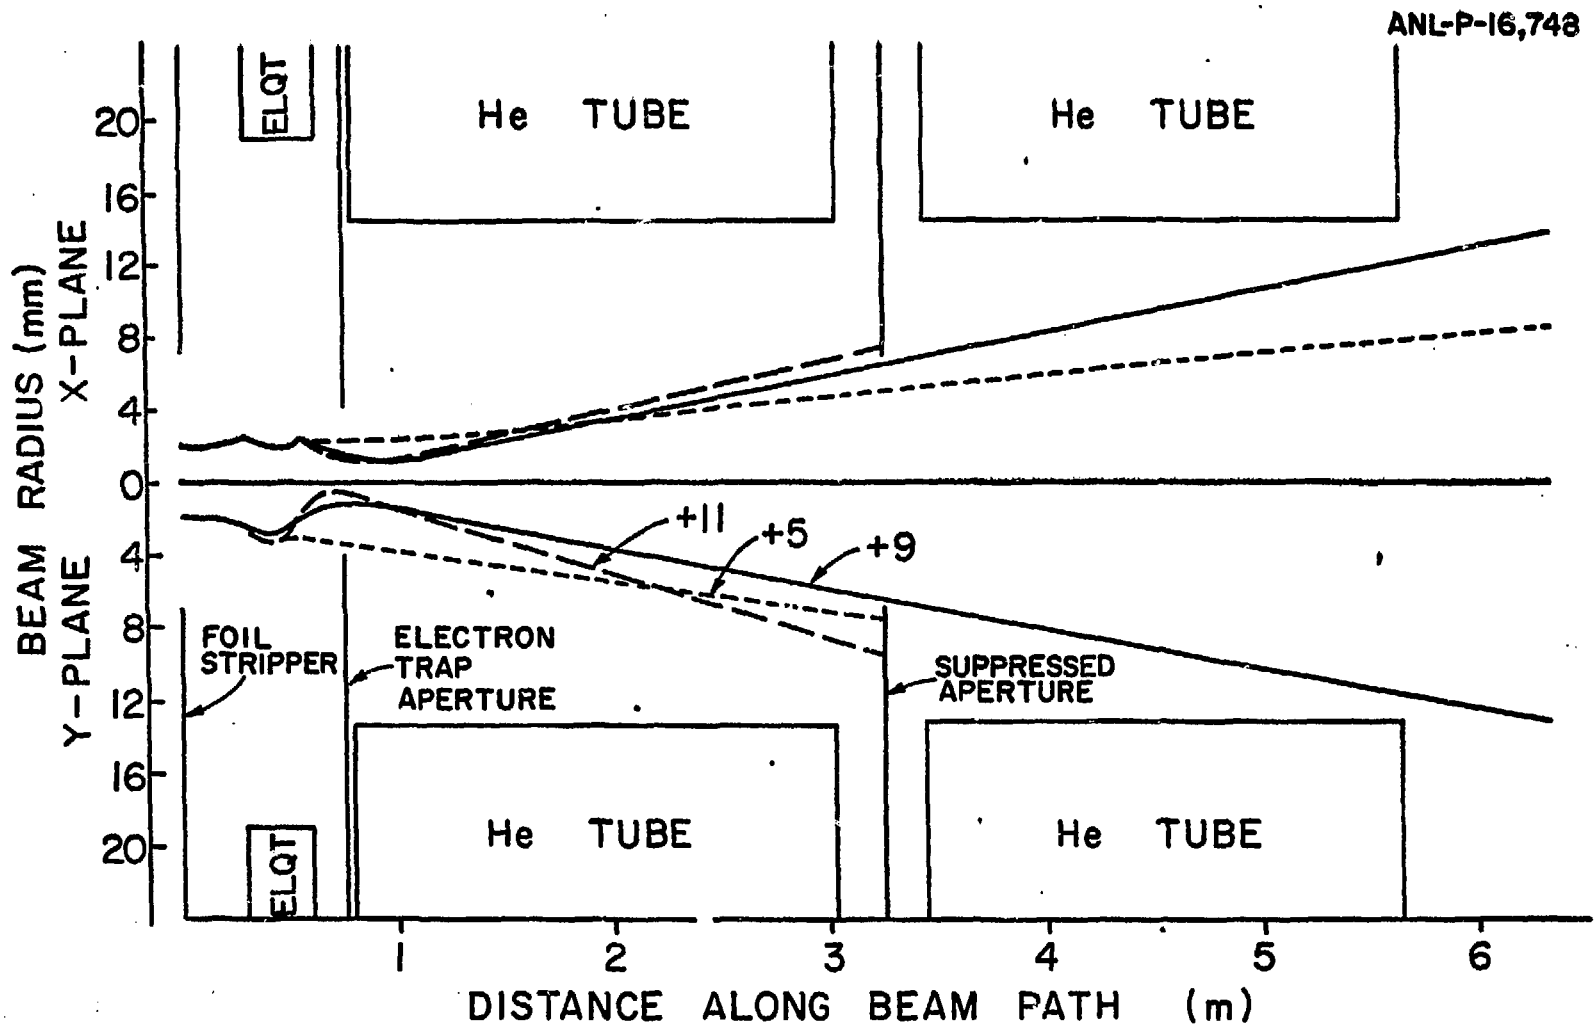 ANL-P-16,748
ELQT
He TUBE
He TUBE
20
16
12
8
4
0
4
8
12
16
20
BEAM RADIUS (mm)
X-PLANE
Y-PLANE
+11
+5
+9
FOIL
STRIPPER
ELECTRON
TRAP
APERTURE
SUPPRESSED
APERTURE
ELQT
He TUBE
He TUBE
1 2 3 4 5 6
DISTANCE ALONG BEAM PATH (m)